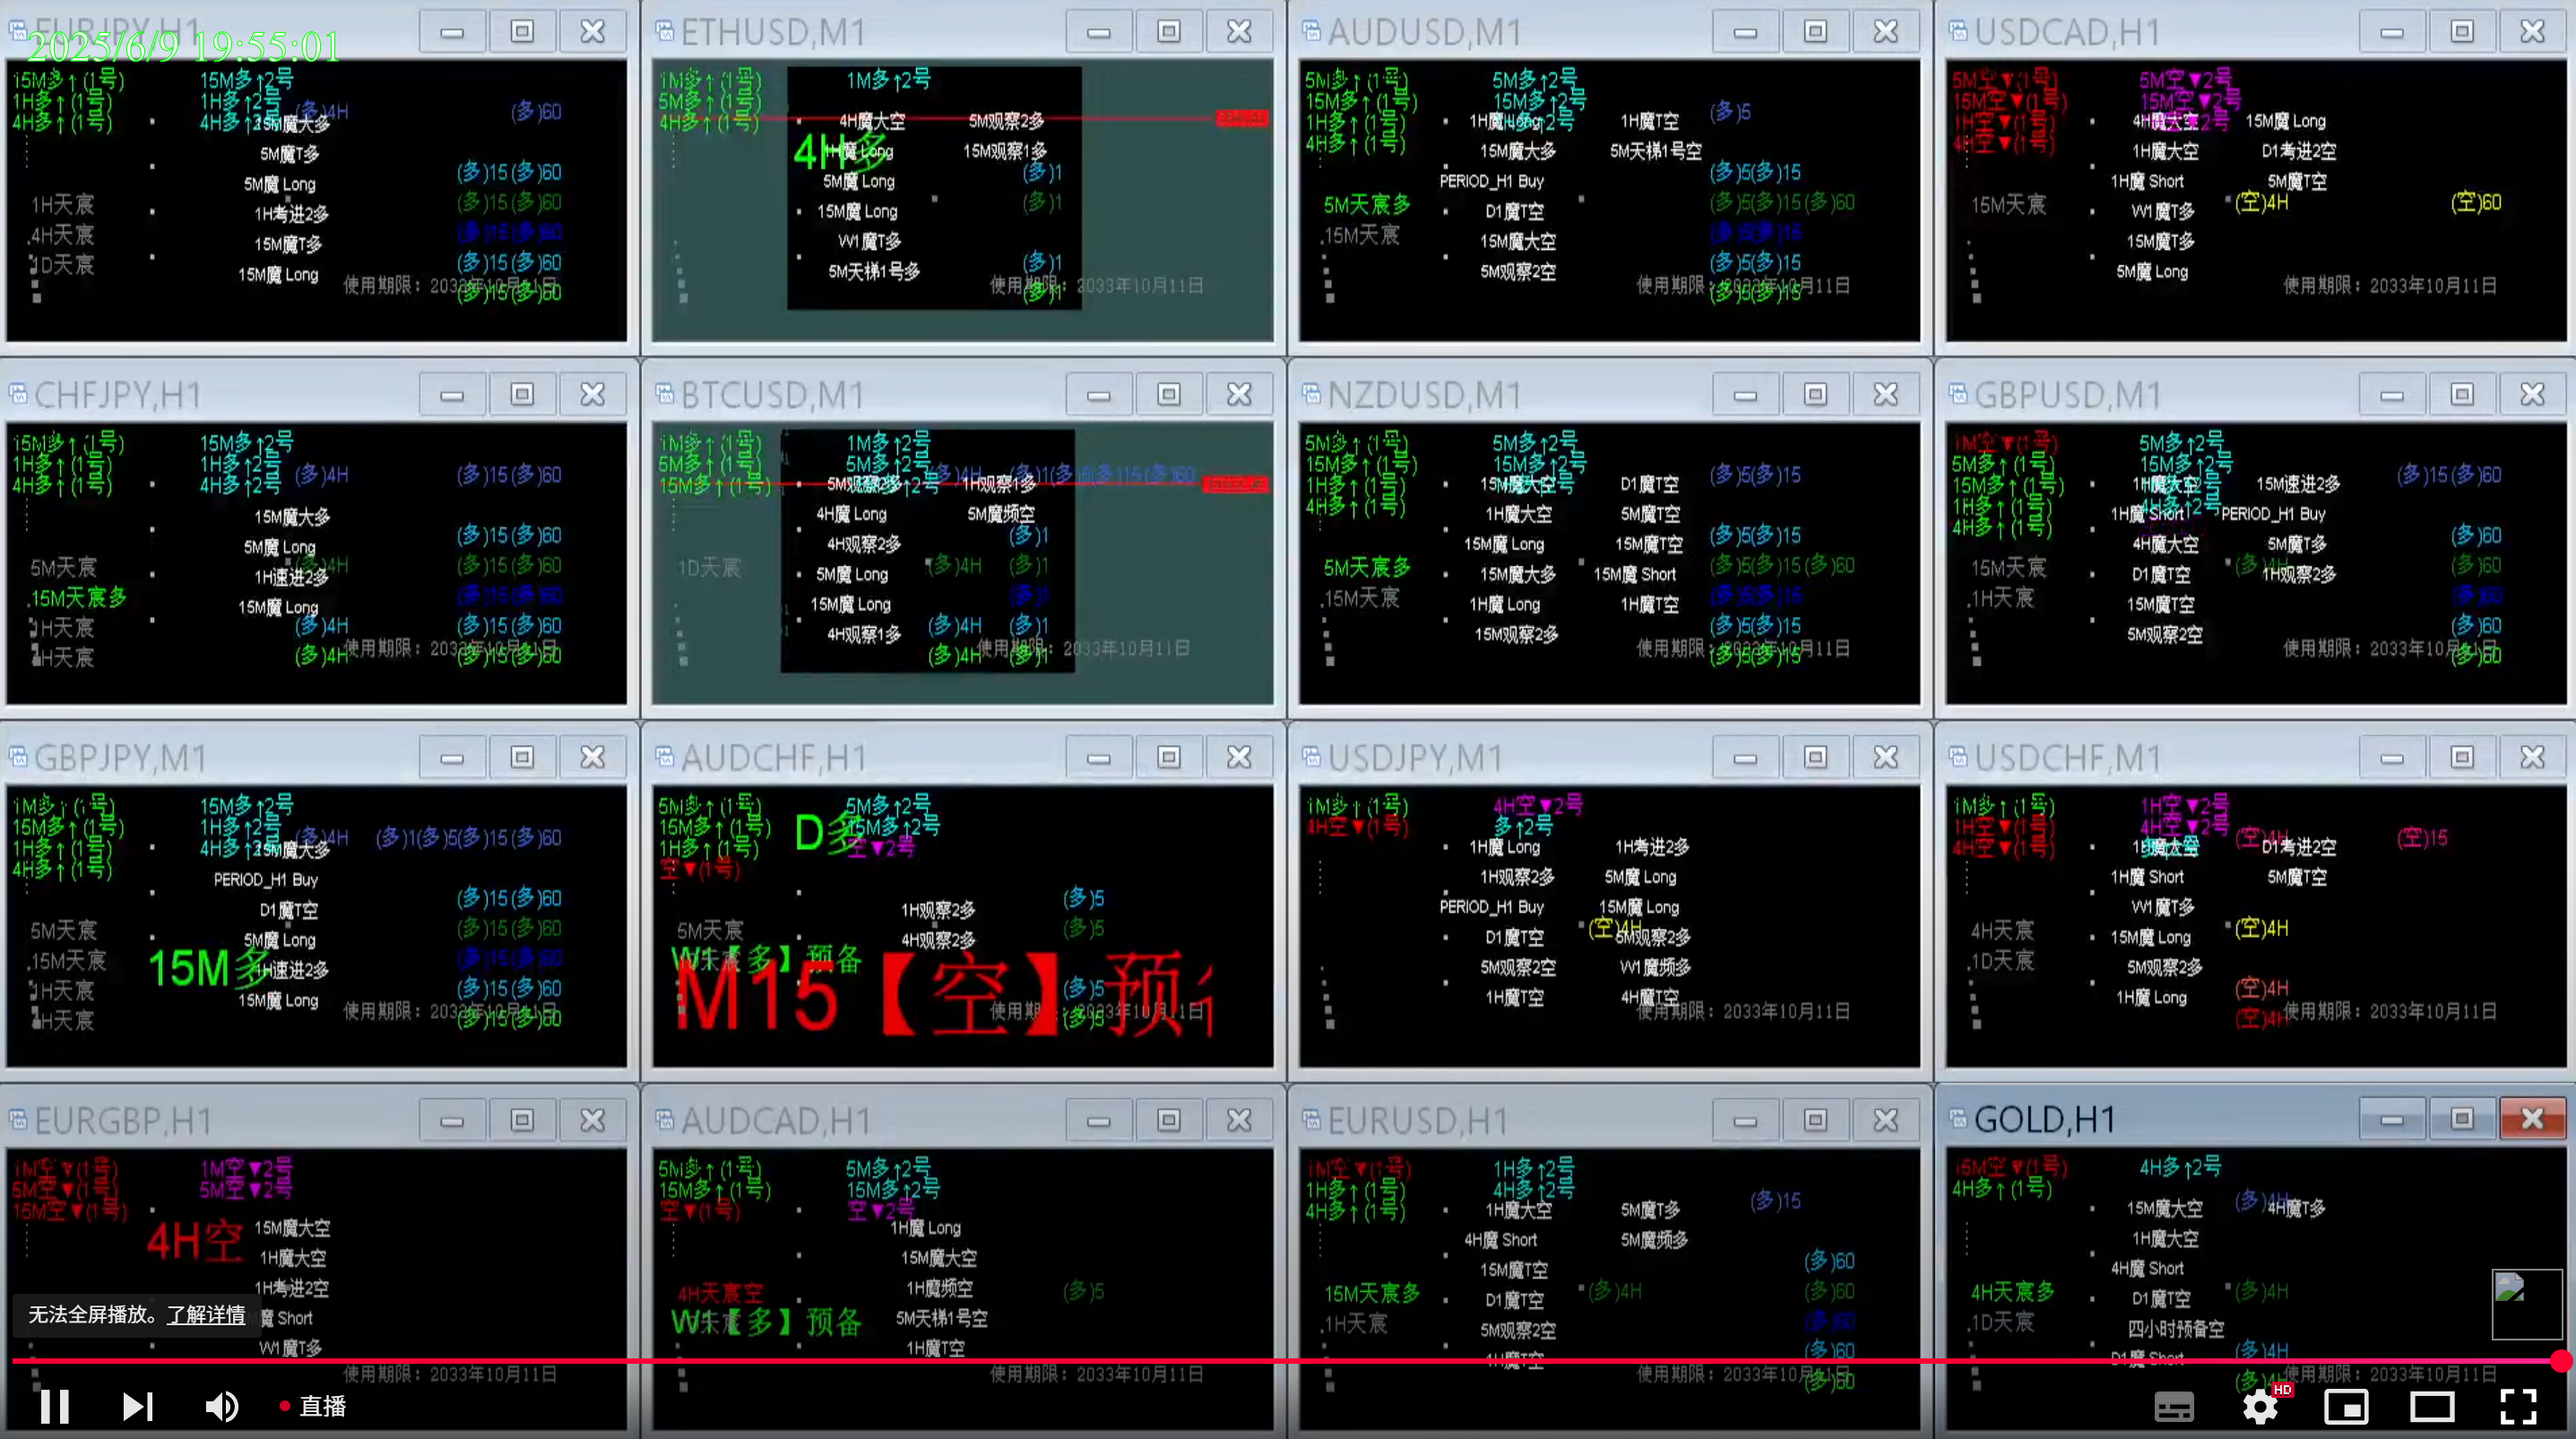 2025/6/9 19:55:01
EURJPY,H1
15M多↑(1号) 15M多↑2号
1H多↑(1号) 1H多↑2号 (多)4H (多)60
4H多↑(1号) 4H多↑2号 15M魔大多
5M魔T多
(多)15(多)60
5M魔 Long
1H天宸 1H考进2多 (多)15(多)60
4H天宸 15M魔T多 (多)15(多)60
1D天宸 15M魔 Long (多)15(多)60
使用期限：2033年10月11日
(多)15(多)60
ETHUSD,M1
1M多↑(1号) 1M多↑2号
5M多↑(1号)
4H多↑(1号) 4H魔大空 5M观察2多
4H多 1H魔 Long 15M观察1多
(多)1
5M魔 Long
15M魔 Long (多)1
W1魔T多
5M天梯1号多 (多)1
使用期限：2033年10月11日
(多)1
AUDUSD,M1
5M多↑(1号) 5M多↑2号
15M多↑(1号) 15M多↑2号 (多)5
1H多↑(1号) 1H魔 Long 1H魔T空
4H多↑(1号) 15M魔大多 5M天梯1号空
(多)5(多)15
PERIOD_H1 Buy
5M天宸多 D1魔T空 (多)5(多)15(多)60
15M天宸 15M魔大空 (多)5(多)15
5M观察2空 (多)5(多)15
使用期限：2033年10月11日
(多)5(多)15
USDCAD,H1
5M空▼(1号) 5M空▼2号
15M空▼(1号) 15M空▼2号
1H空▼(1号) 4H魔大空 15M魔 Long
4H空▼(1号) 1H魔大空 D1考进2空
1H魔 Short 5M魔T空
15M天宸 W1魔T多 (空)4H (空)60
15M魔T多
5M魔 Long
使用期限：2033年10月11日
CHFJPY,H1
15M多↑(1号) 15M多↑2号
1H多↑(1号) 1H多↑2号 (多)4H (多)15(多)60
4H多↑(1号) 4H多↑2号
15M魔大多
(多)15(多)60
5M魔 Long
5M天宸 1H速进2多 (多)4H (多)15(多)60
15M天宸多 15M魔 Long (多)15(多)60
1H天宸 (多)4H (多)15(多)60
4H天宸 (多)4H 使用期限：2033年10月11日
(多)15(多)60
BTCUSD,M1
1M多↑(1号) 1M多↑2号
5M多↑(1号) 5M多↑2号 (多)4H (多)1(多)5(多)15(多)60
15M多↑(1号) 5M观察2多 1H观察1多
4H魔 Long 5M魔频空
4H观察2多 (多)1
1D天宸 5M魔 Long (多)4H (多)1
15M魔 Long (多)1
4H观察1多 (多)4H (多)1
使用期限：2033年10月11日
(多)4H (多)1
NZDUSD,M1
5M多↑(1号) 5M多↑2号
15M多↑(1号) 15M多↑2号 (多)5(多)15
1H多↑(1号) 15M魔大空 D1魔T空
4H多↑(1号) 1H魔大空 5M魔T空
(多)5(多)15
15M魔 Long 15M魔T空
5M天宸多 15M魔大多 15M魔 Short (多)5(多)15(多)60
15M天宸 1H魔 Long 1H魔T空 (多)5(多)15
15M观察2多 (多)5(多)15
使用期限：2033年10月11日
(多)5(多)15
GBPUSD,M1
1M空▼(1号) 5M多↑2号
5M多↑(1号) 15M多↑2号 (多)15(多)60
15M多↑(1号) 1H魔大空 15M速进2多
1H多↑(1号) 4H多↑2号
4H多↑(1号) 1H魔 Short PERIOD_H1 Buy
(多)60
4H魔大空 5M魔T多
15M天宸 D1魔T空 (多)4H 1H观察2多 (多)60
1H天宸 15M魔T空 (多)60
5M观察2空 (多)60
使用期限：2033年10月11日
(多)60
GBPJPY,M1
1M多↑(1号) 15M多↑2号
15M多↑(1号) 1H多↑2号 (多)4H (多)1(多)5(多)15(多)60
1H多↑(1号) 4H多↑2号 15M魔大多
4H多↑(1号) PERIOD_H1 Buy
(多)15(多)60
D1魔T空
5M天宸 5M魔 Long (多)15(多)60
15M天宸 15M多 1H速进2多 (多)15(多)60
1H天宸 15M魔 Long (多)15(多)60
4H天宸 使用期限：2033年10月11日
(多)15(多)60
AUDCHF,H1
5M多↑(1号) 5M多↑2号
15M多↑(1号) D多 15M多↑2号
1H多↑(1号) 空▼2号
空▼(1号)
1H观察2多 (多)5
5M天宸 4H观察2多 (多)5
W1【多】预备
M15【空】预
(多)5
使用期限：2033年10月11日
(多)5
USDJPY,M1
1M多↑(1号) 4H空▼2号
4H空▼(1号) 多↑2号
1H魔 Long 1H考进2多
1H观察2多 5M魔 Long
PERIOD_H1 Buy 15M魔 Long
(空)4H
D1魔T空 5M观察2多
5M观察2空 W1魔频多
1H魔T空 4H魔T空
使用期限：2033年10月11日
USDCHF,M1
1M多↑(1号) 1H空▼2号
1H空▼(1号) 4H空▼2号 (空)4H (空)15
4H空▼(1号) 1H魔大空 D1考进2空
1H魔 Short 5M魔T空
W1魔T多
4H天宸 15M魔 Long (空)4H
1D天宸 5M观察2多
1H魔 Long (空)4H
使用期限：2033年10月11日
(空)4H
EURGBP,H1
1M空▼(1号) 1M空▼2号
5M空▼(1号) 5M空▼2号
15M空▼(1号)
4H空 15M魔大空
1H魔大空
1H考进2空
无法全屏播放。了解详情
魔 Short
W1魔T多
使用期限：2033年10月11日
AUDCAD,H1
5M多↑(1号) 5M多↑2号
15M多↑(1号) 15M多↑2号
空▼(1号) 空▼2号
1H魔 Long
15M魔大空
4H天宸空 1H魔频空 (多)5
W1【多】预备 5M天梯1号空
1H魔T空
使用期限：2033年10月11日
EURUSD,H1
1M空▼(1号) 1H多↑2号
1H多↑(1号) 4H多↑2号 (多)15
4H多↑(1号) 1H魔大空 5M魔T多
4H魔 Short 5M魔频多
15M魔T空 (多)60
15M天宸多 D1魔T空 (多)4H (多)60
1H天宸 5M观察2空 (多)60
1H魔T空 (多)60
使用期限：2033年10月11日
(多)60
GOLD,H1
15M空▼(1号) 4H多↑2号
4H多↑(1号) (多)4H
15M魔大空 4H魔T多
1H魔大空
4H魔 Short
4H天宸多 D1魔T空 (多)4H
1D天宸 四小时预备空
D1魔 Short (多)4H
使用期限：2033年10月11日
(多)4H
直播
HD